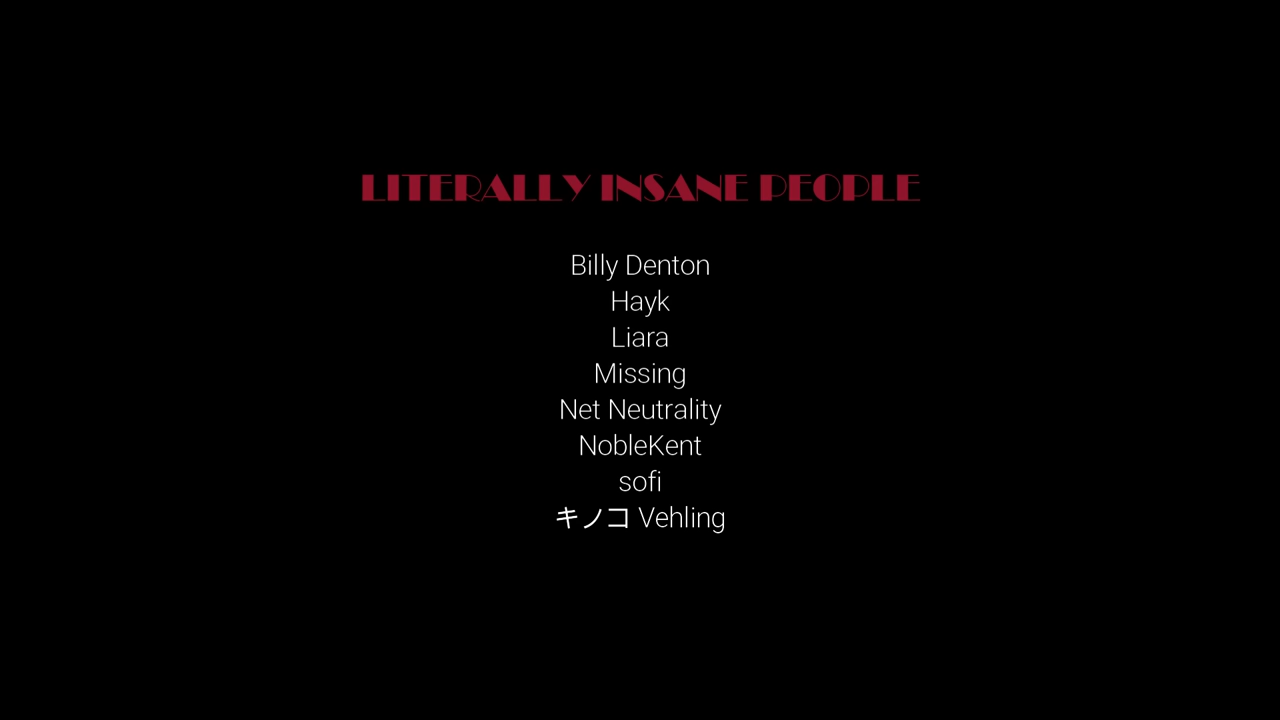 LITERALLY INSANE PEOPLE
Billy Denton
Hayk
Liara
Missing
Net Neutrality
NobleKent
sofi
キノコ Vehling